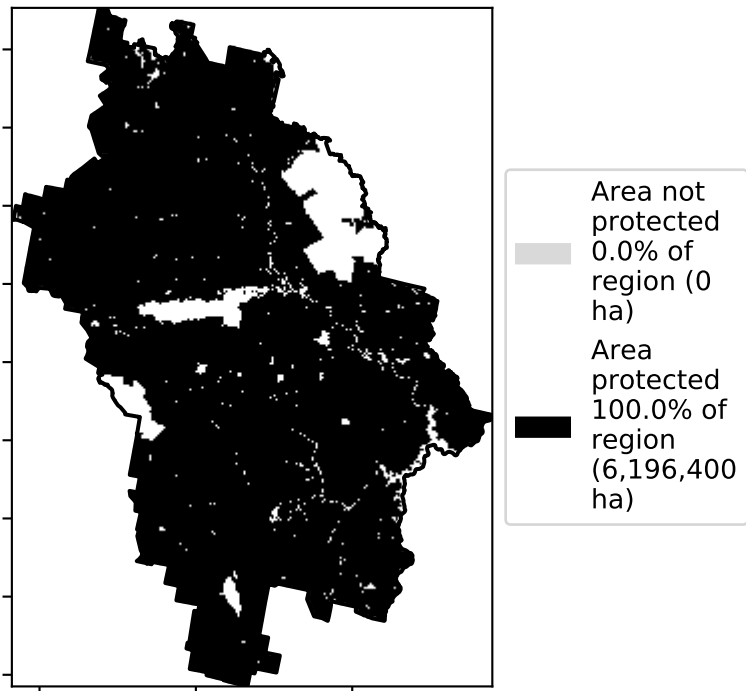 Area not
protected
0.0% of
region (0
ha)
Area
protected
100.0% of
region
(6,196,400
ha)